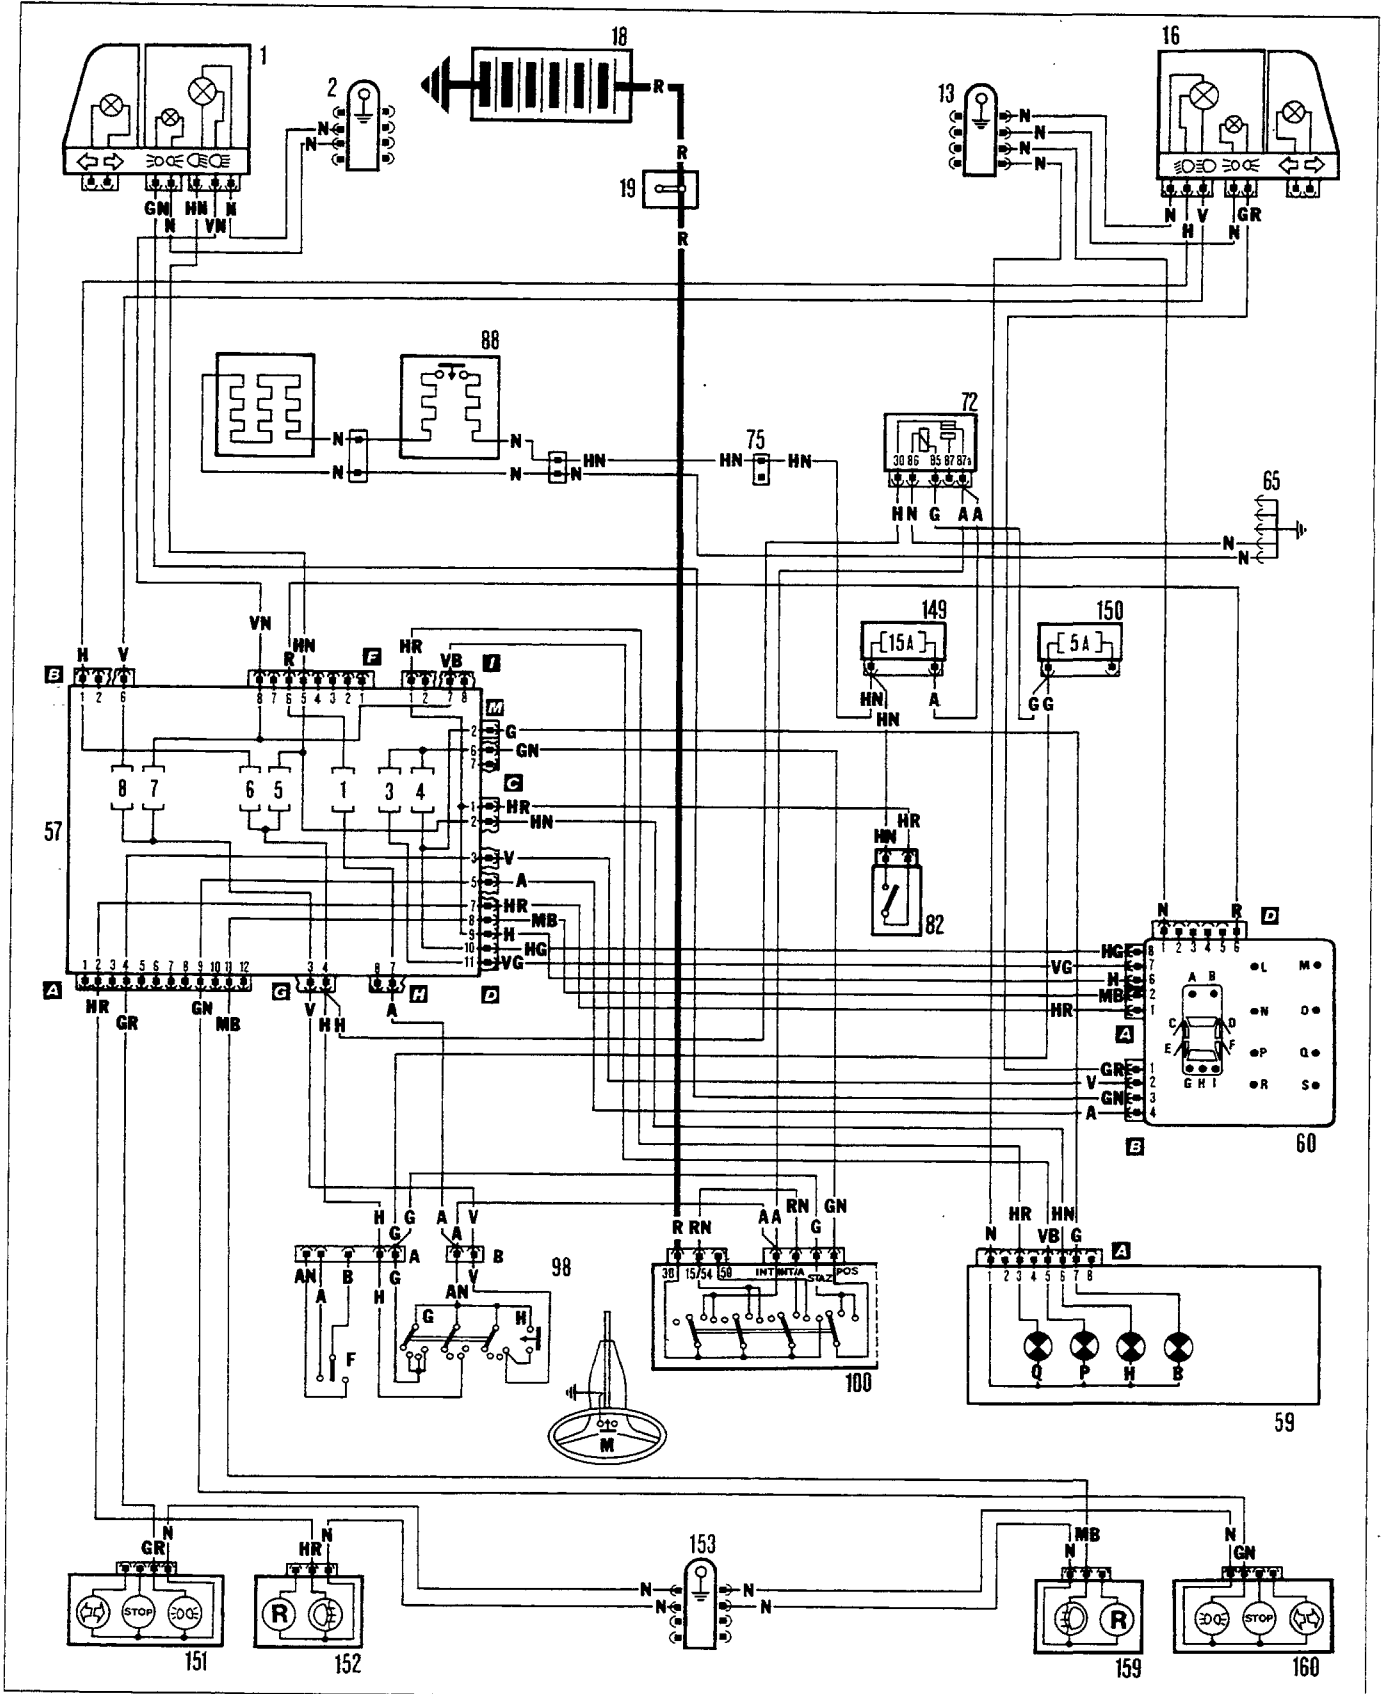 1
2
18
13
16
R
N
N
N
N
N
N
R
19
R
GN
HN
N
N
VN
N
V
GR
H
N
88
72
75
65
30 86 85 87 87a
N
N
HN
HN
HN
N
N
N
H N G A A
N
N
149
150
15A
5A
VN
HN
R
H
V
HR
VB
B
F
I
1 2 6
8 7 6 5 4 3 2 1
1 2 7 8
HN
A
G G
HN
M
2 G
6 GN
7
C
8 7 6 5 1 3 4
57
1 HR
2 HN
HR
HN
3 V
5 A
7 HR
8 MB
9 H
10 HG
11 VG
82
N
R
D
1 2 3 4 5 6
HG 8
VG 7
H 6
MB 2
HR 1
A
A B
C D
E F
G H I
L M
N O
P Q
R S
GR 1
V 2
GN 3
A 4
B
60
1 2 3 4 5 6 7 8 9 10 11 12
3 4
8 7
A
G
H
D
HR
GR
GN
MB
V
H H
A
H
G
G
A
A
V
A
B
R RN
A A
RN
G
GN
N
HR
VB
HN
G
A
AN
A
B
H
G
AN
V
98
30 15/54 50
INT INT/A STAZ POS
1 2 3 4 5 6 7 8
F
G
H
M
100
Q P H B
59
GR
N
HR
N
153
N
N
N
N
N
MB
N
GN
STOP
R
R
STOP
151
152
159
160